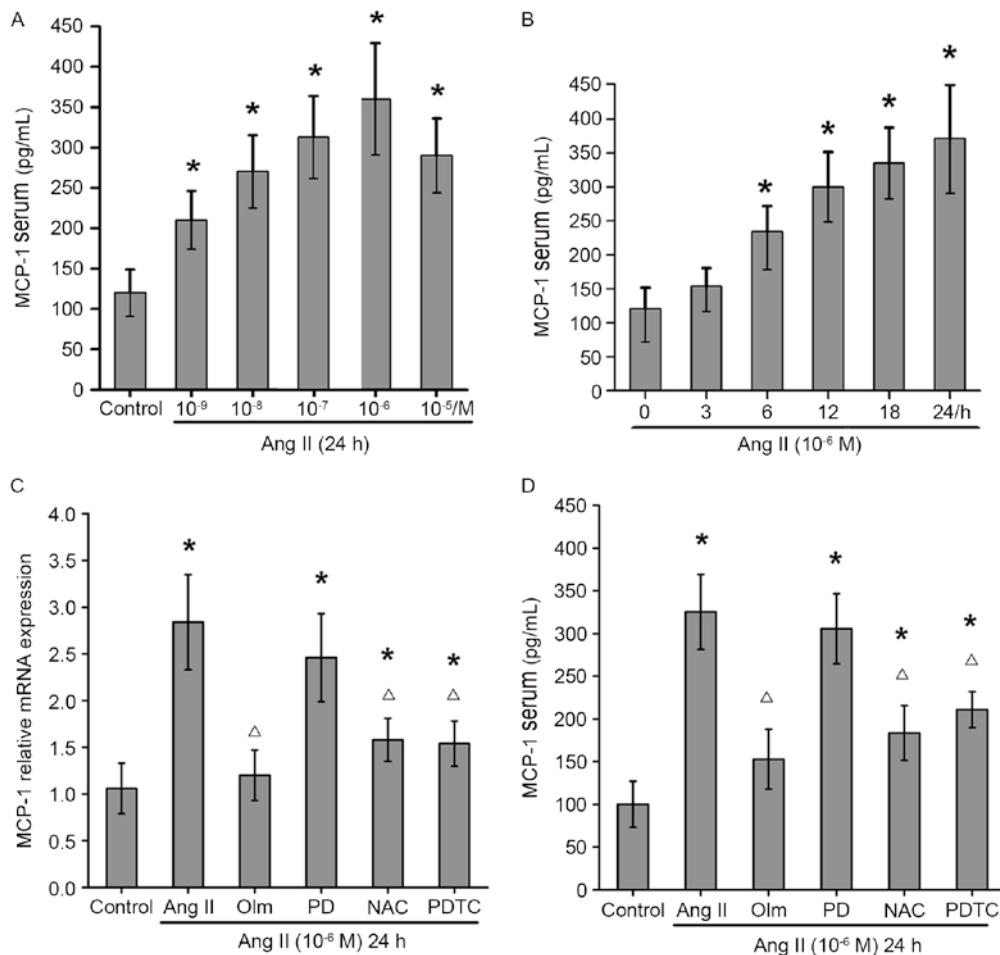 A
MCP-1 serum (pg/mL)
450
400
350
300
250
200
150
100
50
0
* * * * *
Control 10⁻⁹ 10⁻⁸ 10⁻⁷ 10⁻⁶ 10⁻⁵/M
Ang II (24 h)
B
MCP-1 serum (pg/mL)
450
400
350
300
250
200
150
100
50
0
* * * *
0 3 6 12 18 24/h
Ang II (10⁻⁶ M)
C
MCP-1 relative mRNA expression
4.0
3.5
3.0
2.5
2.0
1.5
1.0
0.5
0.0
* * * *
△ △ △
Control Ang II Olm PD NAC PDTC
Ang II (10⁻⁶ M) 24 h
D
MCP-1 serum (pg/mL)
450
400
350
300
250
200
150
100
50
0
* * * *
△ △ △
Control Ang II Olm PD NAC PDTC
Ang II (10⁻⁶ M) 24 h